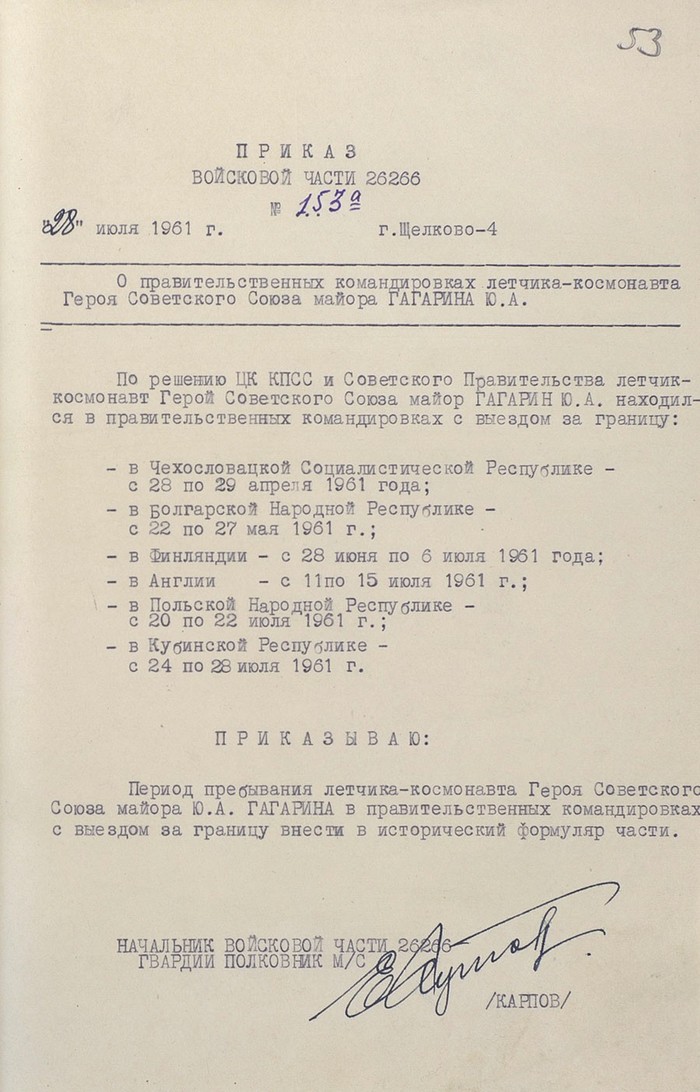 53
ПРИКАЗ
ВОЙСКОВОЙ ЧАСТИ 26266
№ 153а
"28" июля 1961 г. г.Щелково-4
О правительственных командировках летчика-космонавта
Героя Советского Союза майора ГАГАРИНА Ю.А.
По решению ЦК КПСС и Советского Правительства летчик-
космонавт Герой Советского Союза майор ГАГАРИН Ю.А. находил-
ся в правительственных командировках с выездом за границу:
- в Чехословацкой Социалистической Республике -
с 28 по 29 апреля 1961 года;
- в Болгарской Народной Республике -
с 22 по 27 мая 1961 г.;
- в Финляндии - с 28 июня по 6 июля 1961 года;
- в Англии - с 11по 15 июля 1961 г.;
- в Польской Народной Республике -
с 20 по 22 июля 1961 г.;
- в Кубинской Республике -
с 24 по 28 июля 1961 г.
ПРИКАЗЫВАЮ:
Период пребывания летчика-космонавта Героя Советского
Союза майора Ю.А. ГАГАРИНА в правительственных командировках
с выездом за границу внести в исторический формуляр части.
НАЧАЛЬНИК ВОЙСКОВОЙ ЧАСТИ 26266
ГВАРДИИ ПОЛКОВНИК М/С
/КАРПОВ/